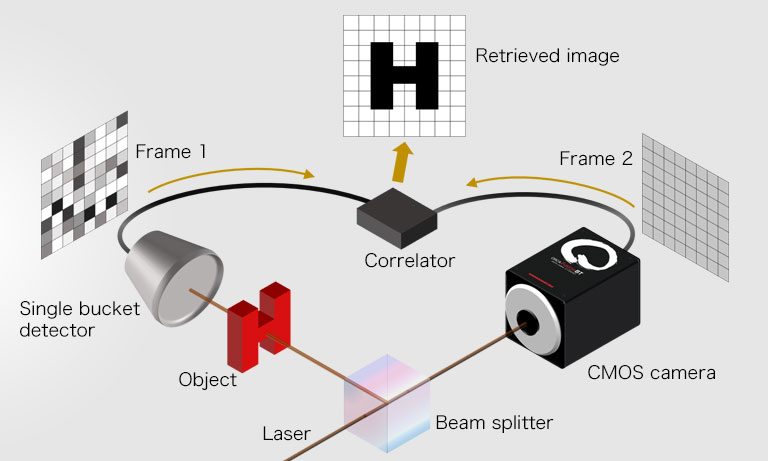 Retrieved image
Frame 1
Frame 2
Correlator
Single bucket
detector
Object
CMOS camera
Beam splitter
Laser